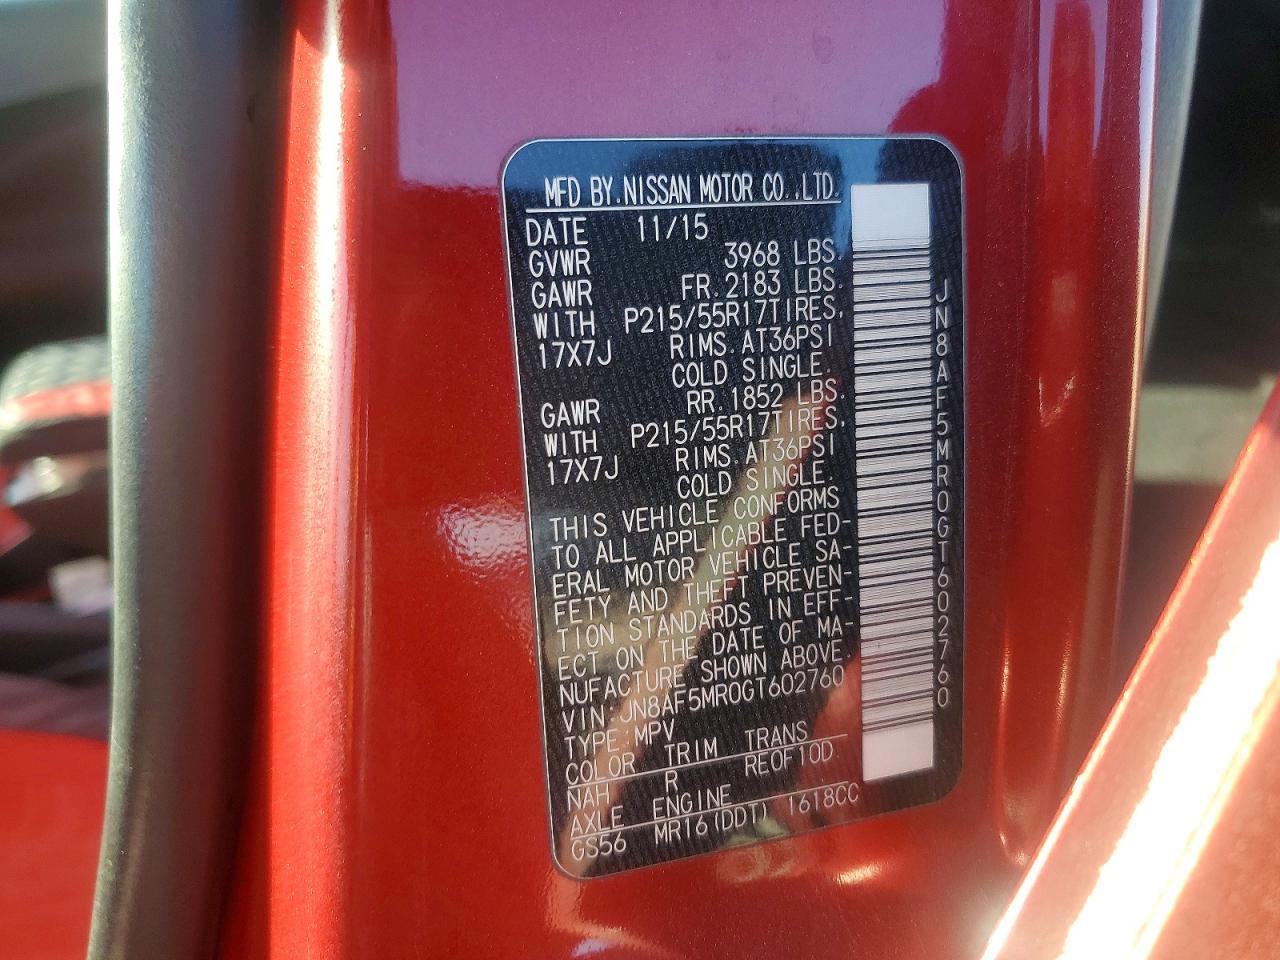 MFD BY.NISSAN MOTOR CO.,LTD.
DATE 11/15
GVWR 3968 LBS.
GAWR FR.2183 LBS.
WITH P215/55R17TIRES.
17X7J RIMS. AT36PSI
COLD SINGLE.
GAWR RR.1852 LBS.
WITH P215/55R17TIRES.
17X7J RIMS. AT36PSI
COLD SINGLE.
THIS VEHICLE CONFORMS
TO ALL APPLICABLE FED-
ERAL MOTOR VEHICLE SA-
FETY AND THEFT PREVEN-
TION STANDARDS IN EFF-
ECT ON THE DATE OF MA-
NUFACTURE SHOWN ABOVE.
VIN:JN8AF5MR0GT602760
TYPE:MPV
COLOR TRIM TRANS
NAH R RE0F10D
AXLE ENGINE
GS56 MR16(DDT) 1618CC
JN8AF5MR0GT602760